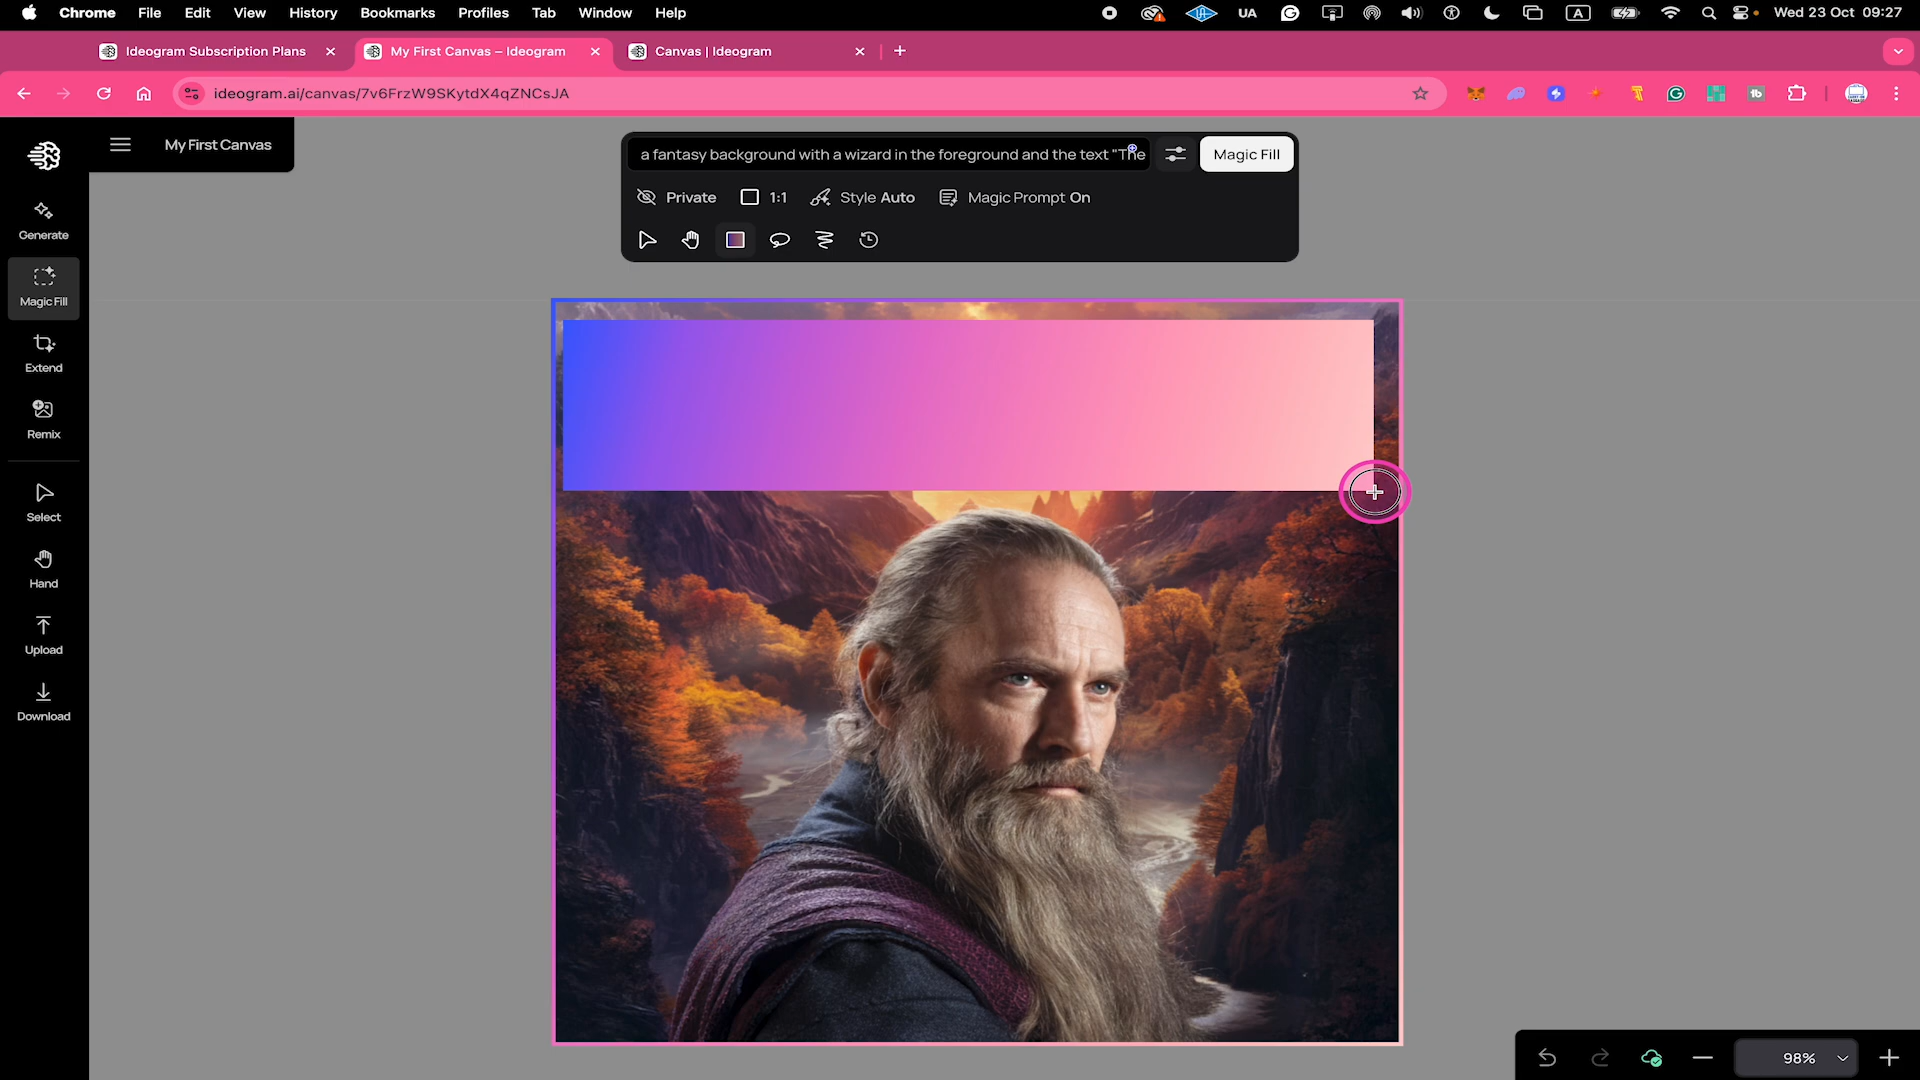 Chrome File Edit View History Bookmarks Profiles Tab Window Help
UA
A
Wed 23 Oct 09:27
Ideogram Subscription Plans
My First Canvas – Ideogram
Canvas | Ideogram
ideogram.ai/canvas/7v6FrzW9SKytdX4qZNCsJA
My First Canvas
a fantasy background with a wizard in the foreground and the text "The
Magic Fill
Private
1:1
Style Auto
Magic Prompt On
Generate
Magic Fill
Extend
Remix
Select
Hand
Upload
Download
98%